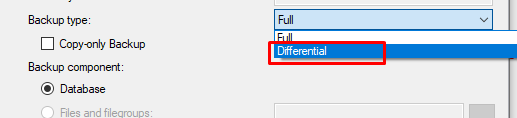 Backup type: Full
Full
Copy-only Backup
Differential
Backup component:
Database
Files and filegroups: